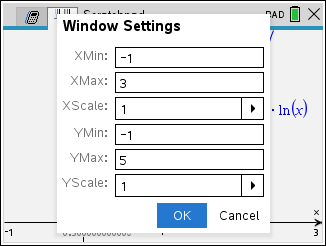 PAD
Window Settings
XMin: -1
XMax: 3
XScale: 1
YMin: -1
YMax: 5
YScale: 1
· ln(x)
OK Cancel
x
-1
3